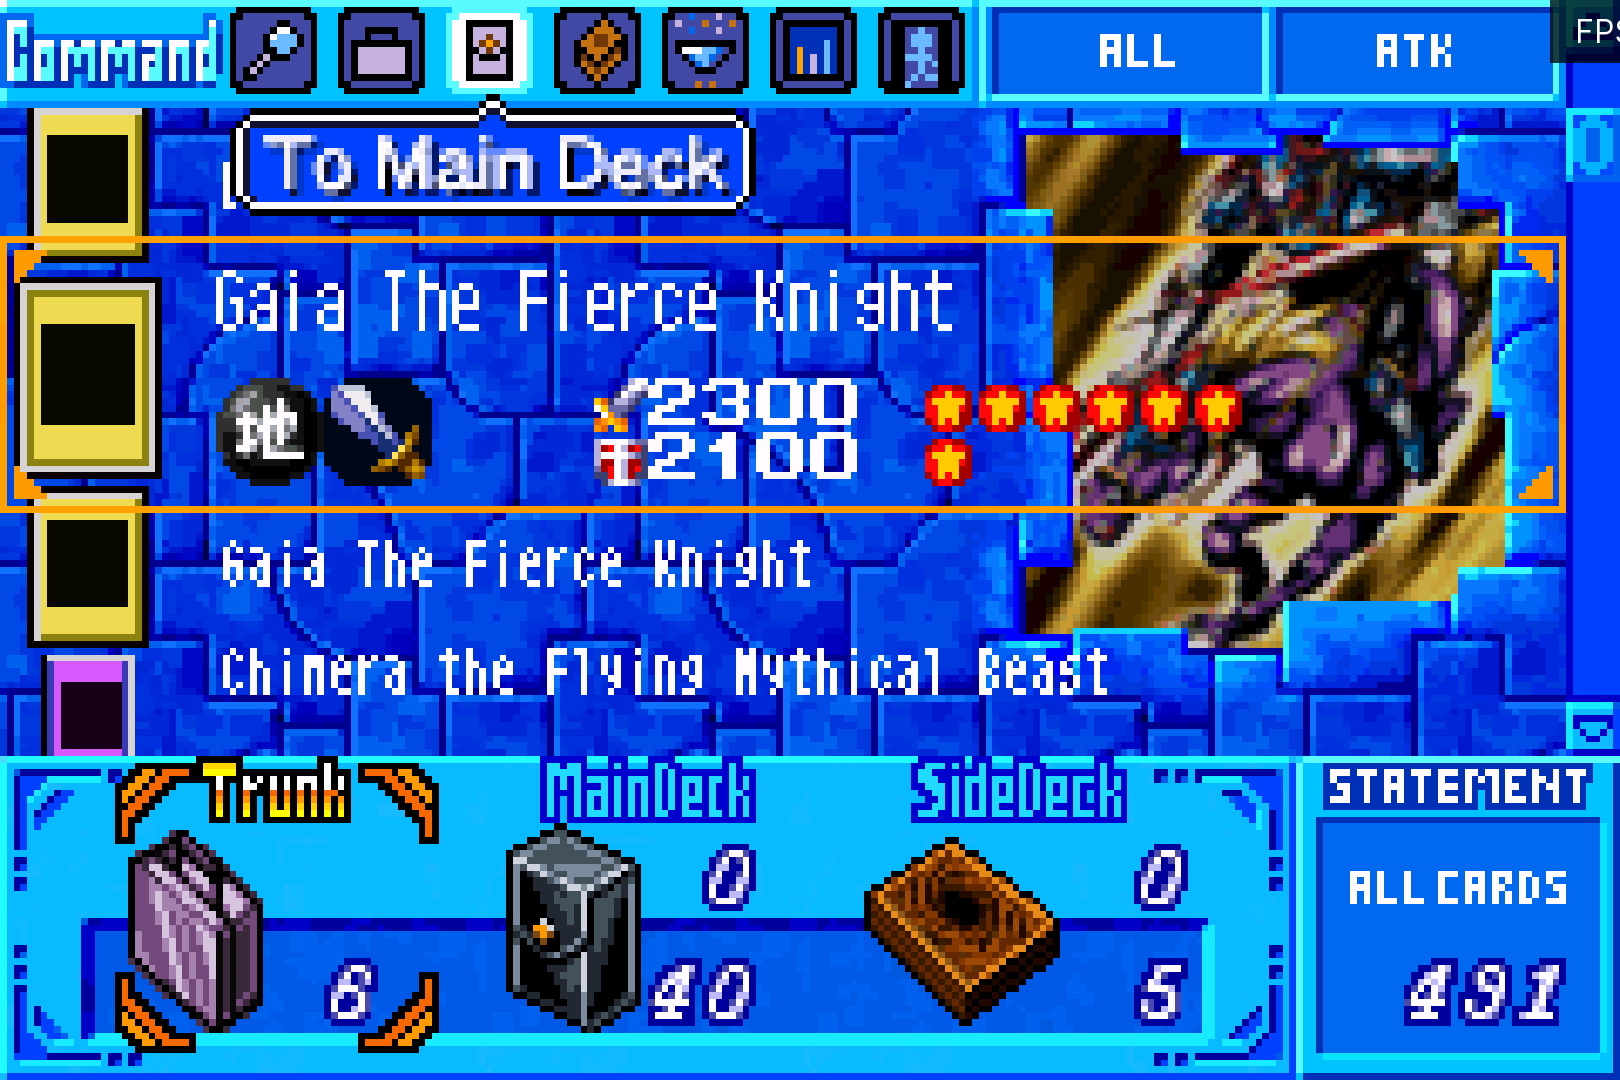 Command
ALL
ATK
FPS
To Main Deck
Gaia The Fierce Knight
地
2300
2100
Gaia The Fierce Knight
Chimera the Flying Mythical Beast
Trunk
MainDeck
SideDeck
STATEMENT
0
0
ALL CARDS
6
40
5
491